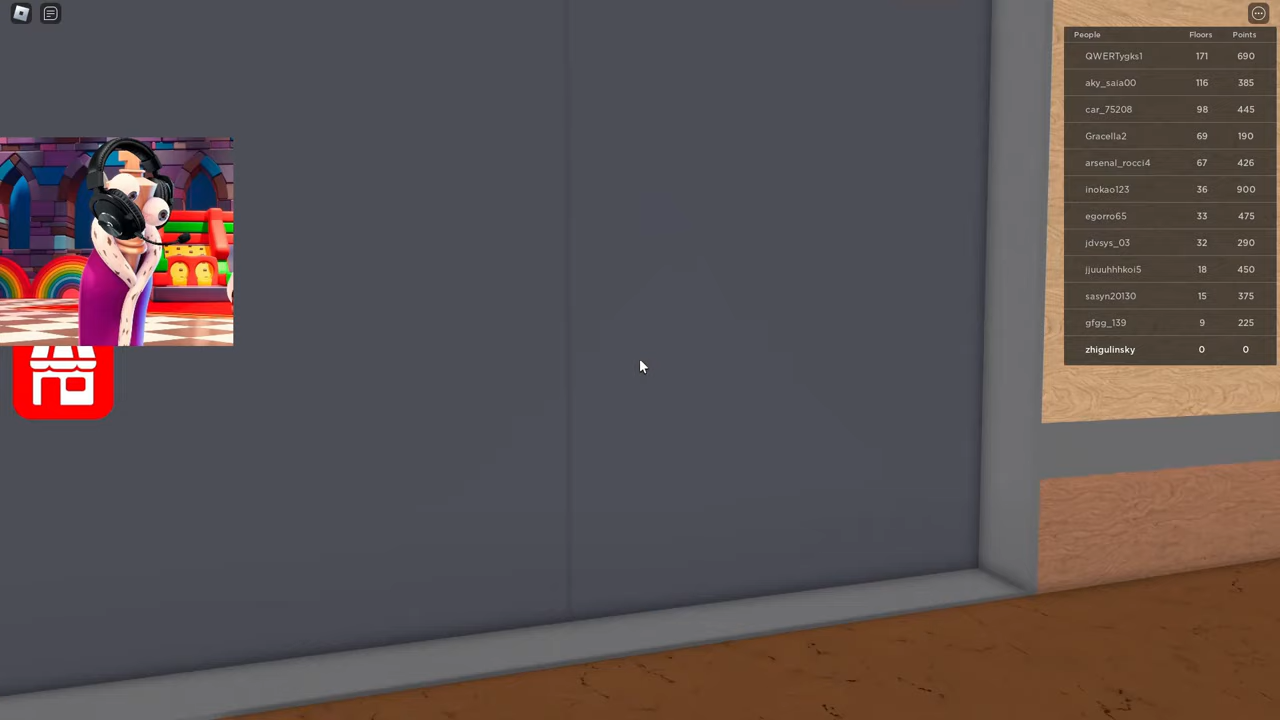 People Floors Points
QWERTygks1 171 690
aky_saia00 116 385
car_75208 98 445
Gracella2 69 190
arsenal_rocci4 67 426
inokao123 36 900
egorro65 33 475
jdvsys_03 32 290
jjuuuhhhkoi5 18 450
sasyn20130 15 375
gfgg_139 9 225
zhigulinsky 0 0